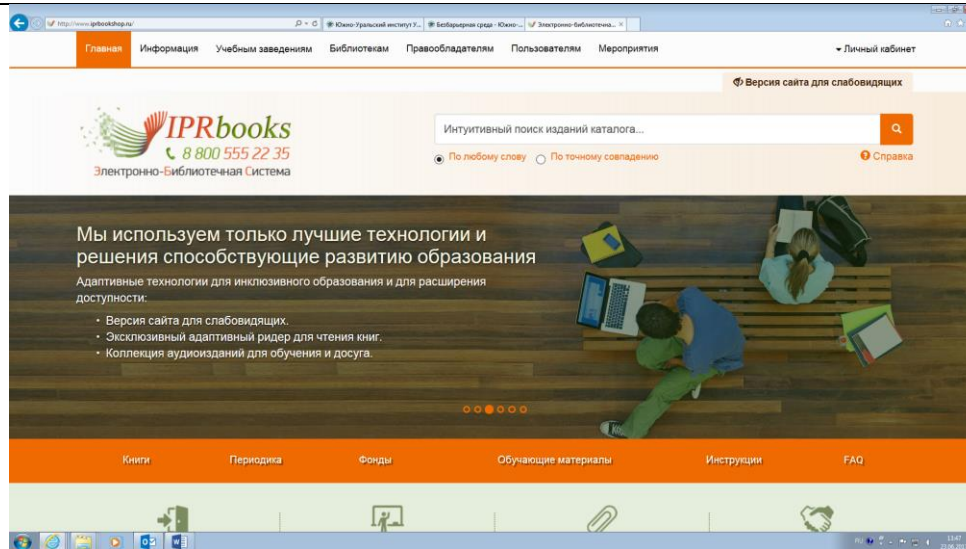 http://www.iprbookshop.ru/
Южно-Уральский институт У...
Безбарьерная среда - Южно-...
Электронно-библиотечна...
Главная
Информация
Учебным заведениям
Библиотекам
Правообладателям
Пользователям
Мероприятия
Личный кабинет
Версия сайта для слабовидящих
IPRbooks
8 800 555 22 35
Электронно-Библиотечная Система
Интуитивный поиск изданий каталога...
По любому слову
По точному совпадению
Справка
Мы используем только лучшие технологии и
решения способствующие развитию образования
Адаптивные технологии для инклюзивного образования и для расширения
доступности:
• Версия сайта для слабовидящих.
• Эксклюзивный адаптивный ридер для чтения книг.
• Коллекция аудиоизданий для обучения и досуга.
Книги
Периодика
Фонды
Обучающие материалы
Инструкции
FAQ
RU
13:47